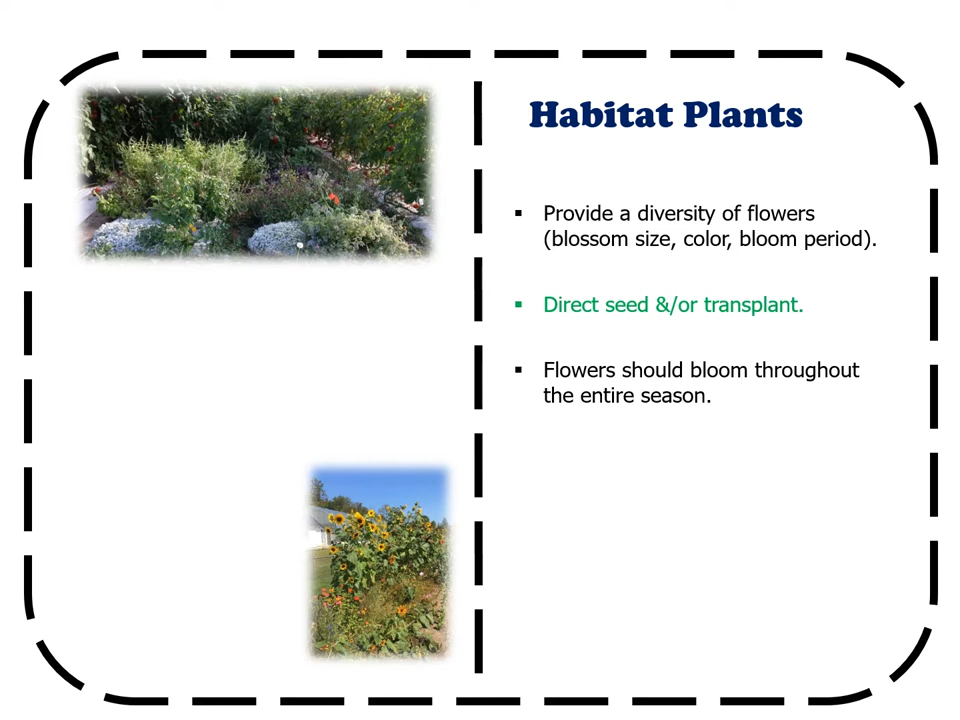 Habitat Plants
▪ Provide a diversity of flowers
(blossom size, color, bloom period).
▪ Direct seed &/or transplant.
▪ Flowers should bloom throughout
the entire season.